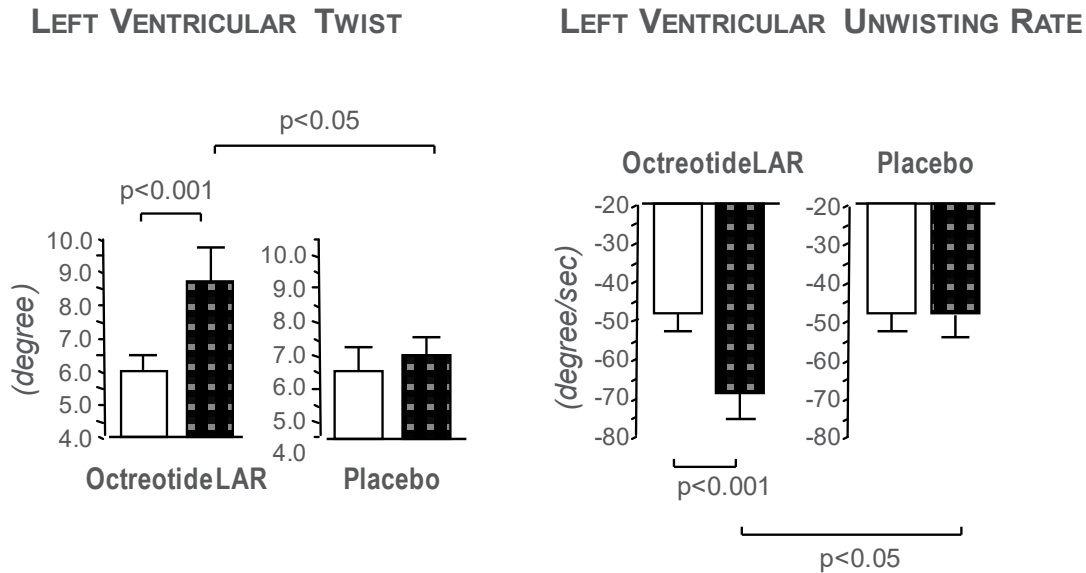 LEFT VENTRICULAR TWIST
p<0.05
p<0.001
(degree)
10.0
9.0
8.0
7.0
6.0
5.0
4.0
10.0
9.0
8.0
7.0
6.0
5.0
4.0
OctreotideLAR Placebo
LEFT VENTRICULAR UNWISTING RATE
OctreotideLAR Placebo
(degree/sec)
-20
-30
-40
-50
-60
-70
-80
-20
-30
-40
-50
-60
-70
-80
p<0.001
p<0.05